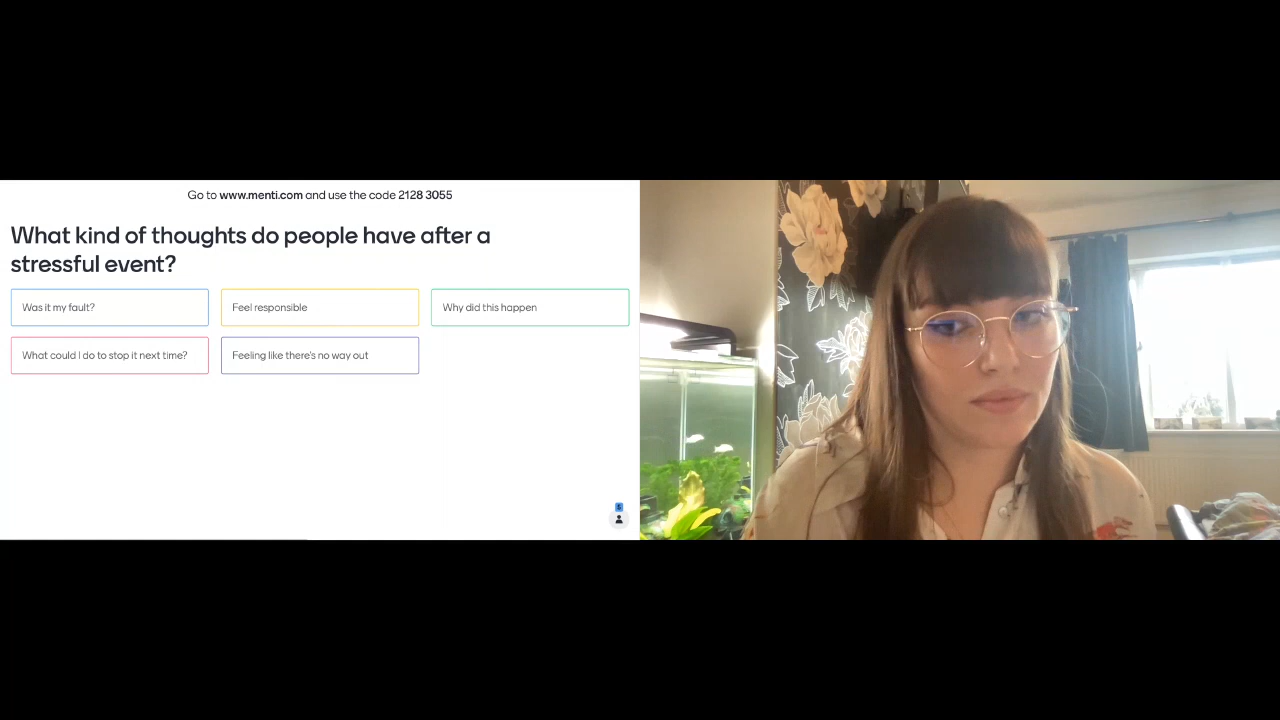 Go to www.menti.com and use the code 2128 3055
What kind of thoughts do people have after a
stressful event?
Was it my fault?
Feel responsible
Why did this happen
What could I do to stop it next time?
Feeling like there's no way out